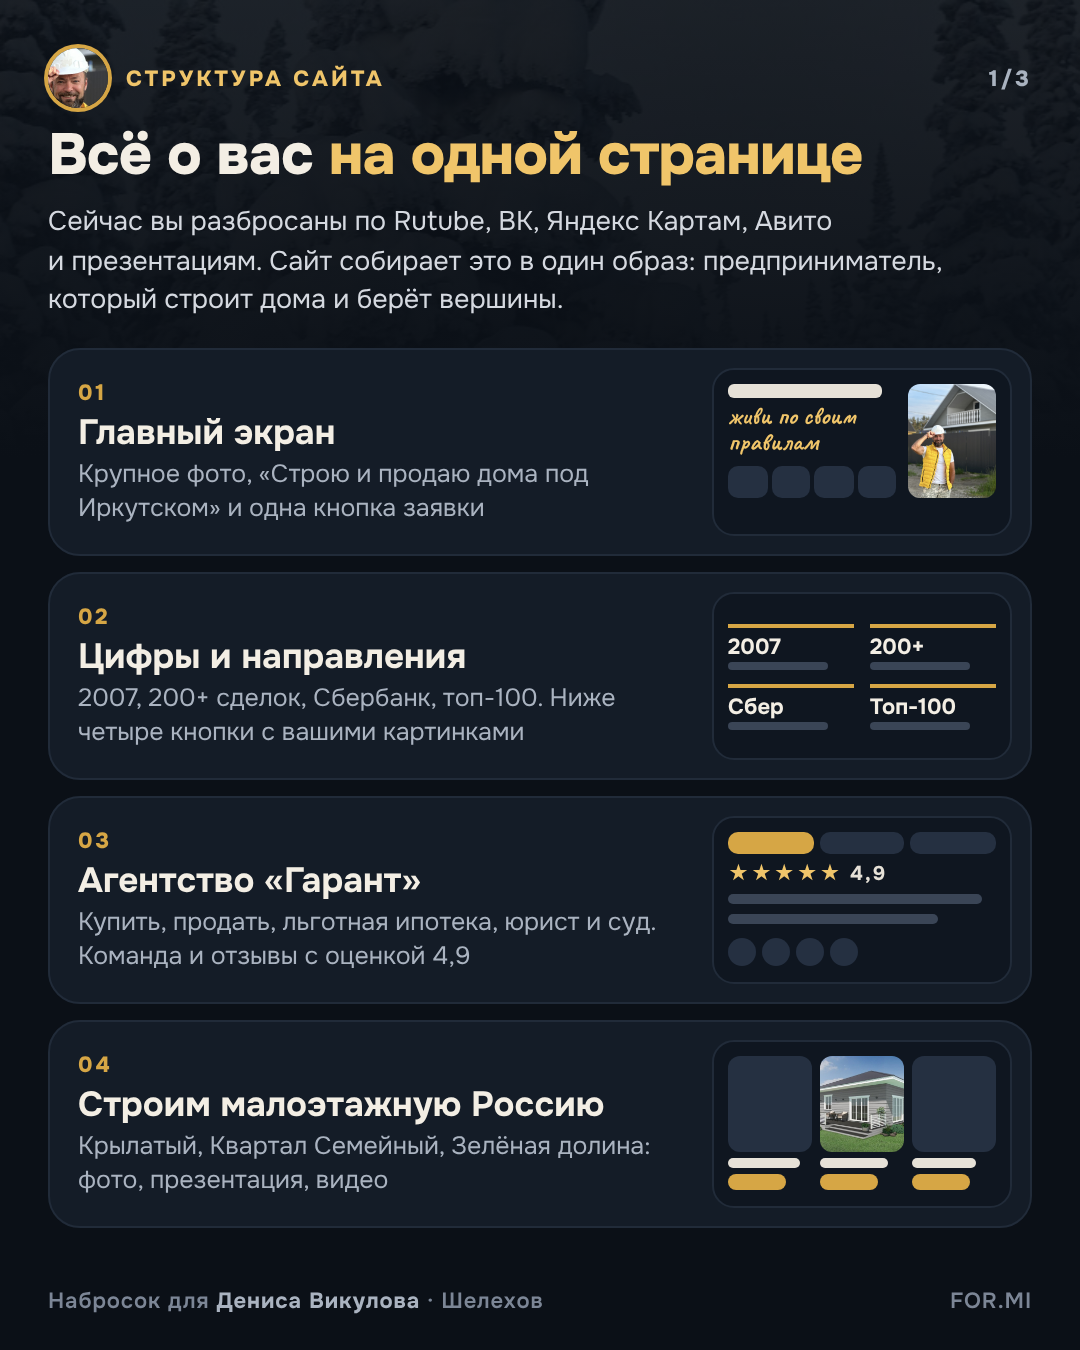 СТРУКТУРА САЙТА
1/3
Всё о вас на одной странице
Сейчас вы разбросаны по Rutube, ВК, Яндекс Картам, Авито
и презентациям. Сайт собирает это в один образ: предприниматель,
который строит дома и берёт вершины.
01
Главный экран
Крупное фото, «Строю и продаю дома под
Иркутском» и одна кнопка заявки
живи по своим
правилам
02
Цифры и направления
2007, 200+ сделок, Сбербанк, топ-100. Ниже
четыре кнопки с вашими картинками
2007
200+
Сбер
Топ-100
03
Агентство «Гарант»
Купить, продать, льготная ипотека, юрист и суд.
Команда и отзывы с оценкой 4,9
★★★★★ 4,9
04
Строим малоэтажную Россию
Крылатый, Квартал Семейный, Зелёная долина:
фото, презентация, видео
Набросок для Дениса Викулова · Шелехов
FOR.MI